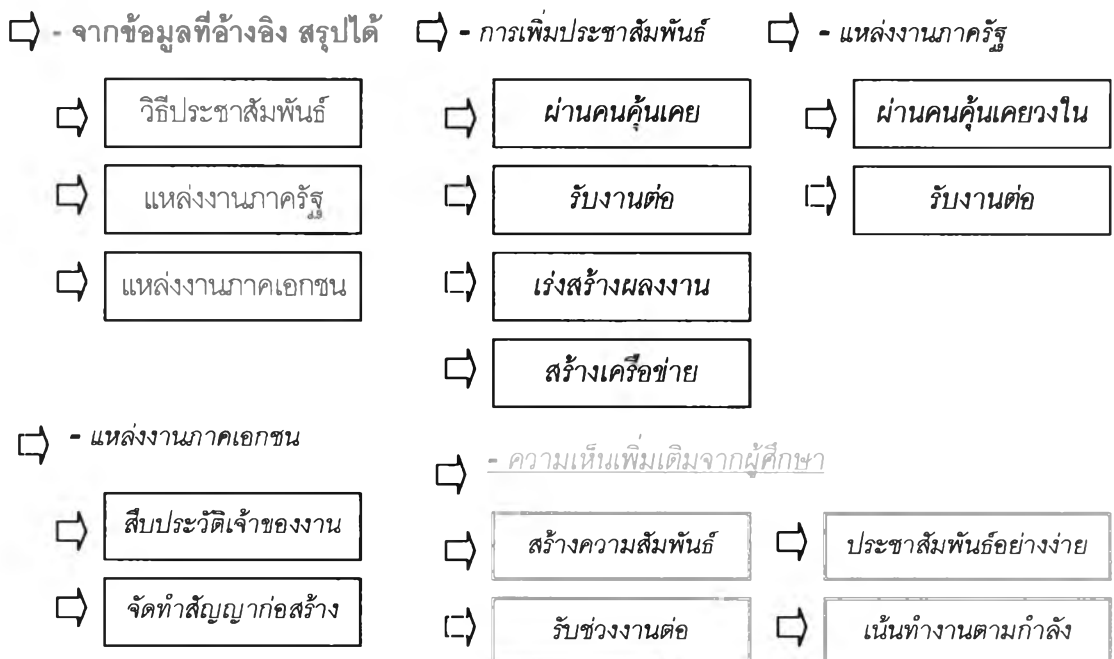 - จากข้อมูลที่อ้างอิง สรุปได้
วิธีประชาสัมพันธ์
แหล่งงานภาครัฐ
แหล่งงานภาคเอกชน
- การเพิ่มประชาสัมพันธ์
ผ่านคนคุ้นเคย
รับงานต่อ
เร่งสร้างผลงาน
สร้างเครือข่าย
- แหล่งงานภาครัฐ
ผ่านคนคุ้นเคยวงใน
รับงานต่อ
- แหล่งงานภาคเอกชน
สืบประวัติเจ้าของงาน
จัดทำสัญญาก่อสร้าง
- ความเห็นเพิ่มเติมจากผู้ศึกษา
สร้างความสัมพันธ์
ประชาสัมพันธ์อย่างง่าย
รับช่วงงานต่อ
เน้นทำงานตามกำลัง